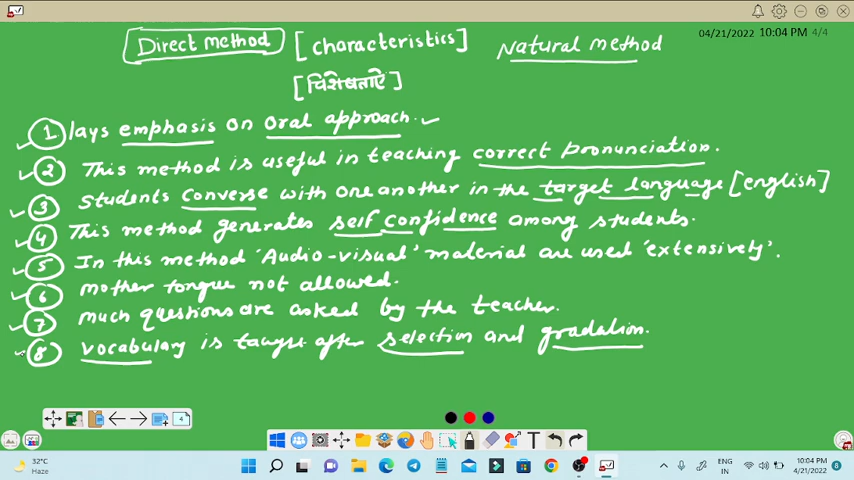 04/21/2022 10:04 PM 4/4
Direct method [characteristics] Natural method
[विशेषताऐं]
① lays emphasis on oral approach.
② This method is useful in teaching correct pronunciation.
③ Students converse with one another in the target language [english]
④ This method generates self confidence among students.
⑤ In this method 'Audio-visual' material are used 'extensively'.
⑥ mother tongue not allowed.
⑦ much questions are asked by the teacher.
⑧ vocabulary is taught after selection and gradation.
4
T
32°C
Haze
ENG
IN
10:04 PM
4/21/2022
8